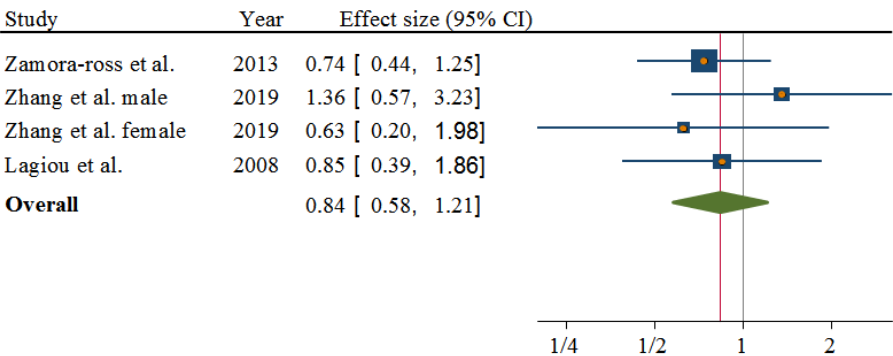 Study Year Effect size (95% CI)
Zamora-ross et al. 2013 0.74 [ 0.44, 1.25]
Zhang et al. male 2019 1.36 [ 0.57, 3.23]
Zhang et al. female 2019 0.63 [ 0.20, 1.98]
Lagiou et al. 2008 0.85 [ 0.39, 1.86]
Overall 0.84 [ 0.58, 1.21]
1/4 1/2 1 2